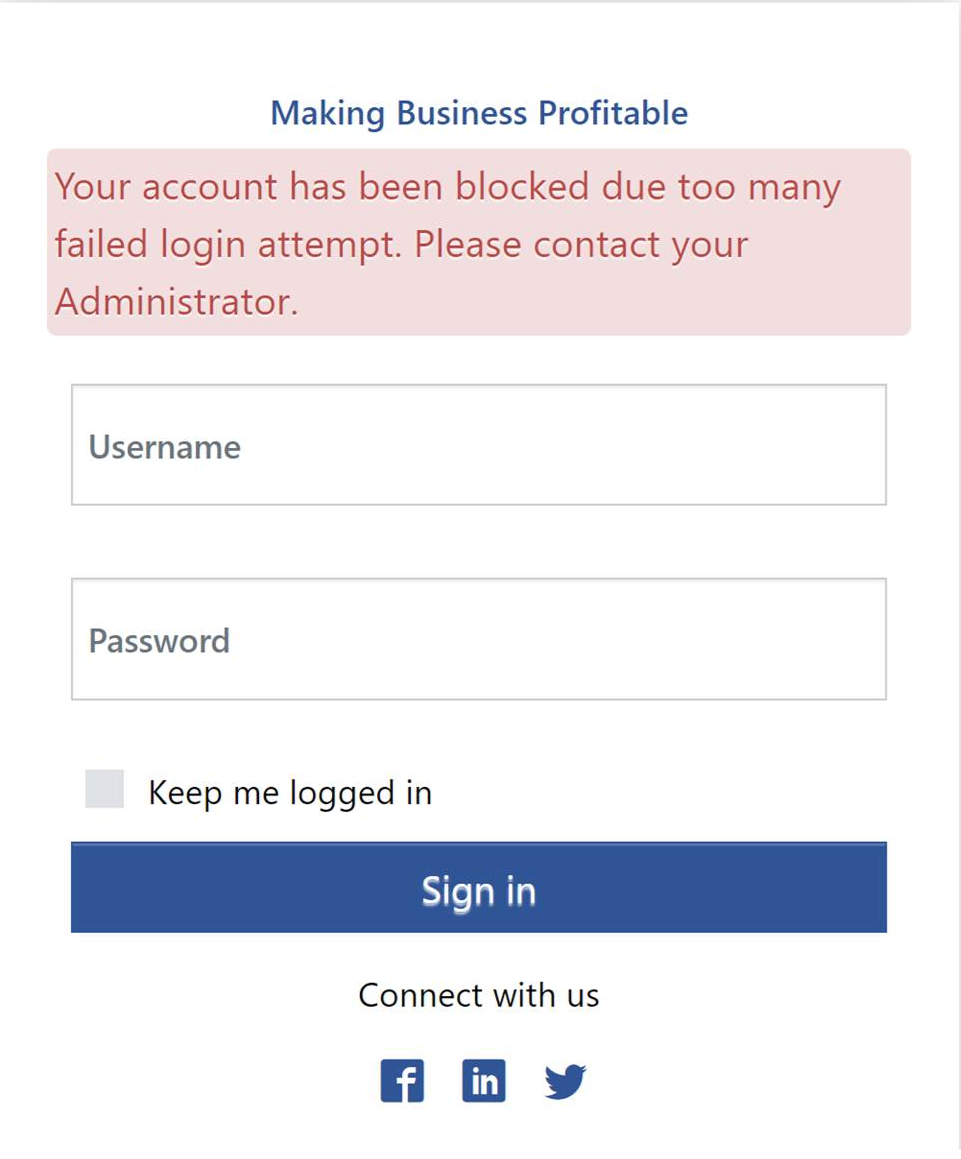 Making Business Profitable
Your account has been blocked due too many
failed login attempt. Please contact your
Administrator.
Username
Password
Keep me logged in
Sign in
Connect with us
f in